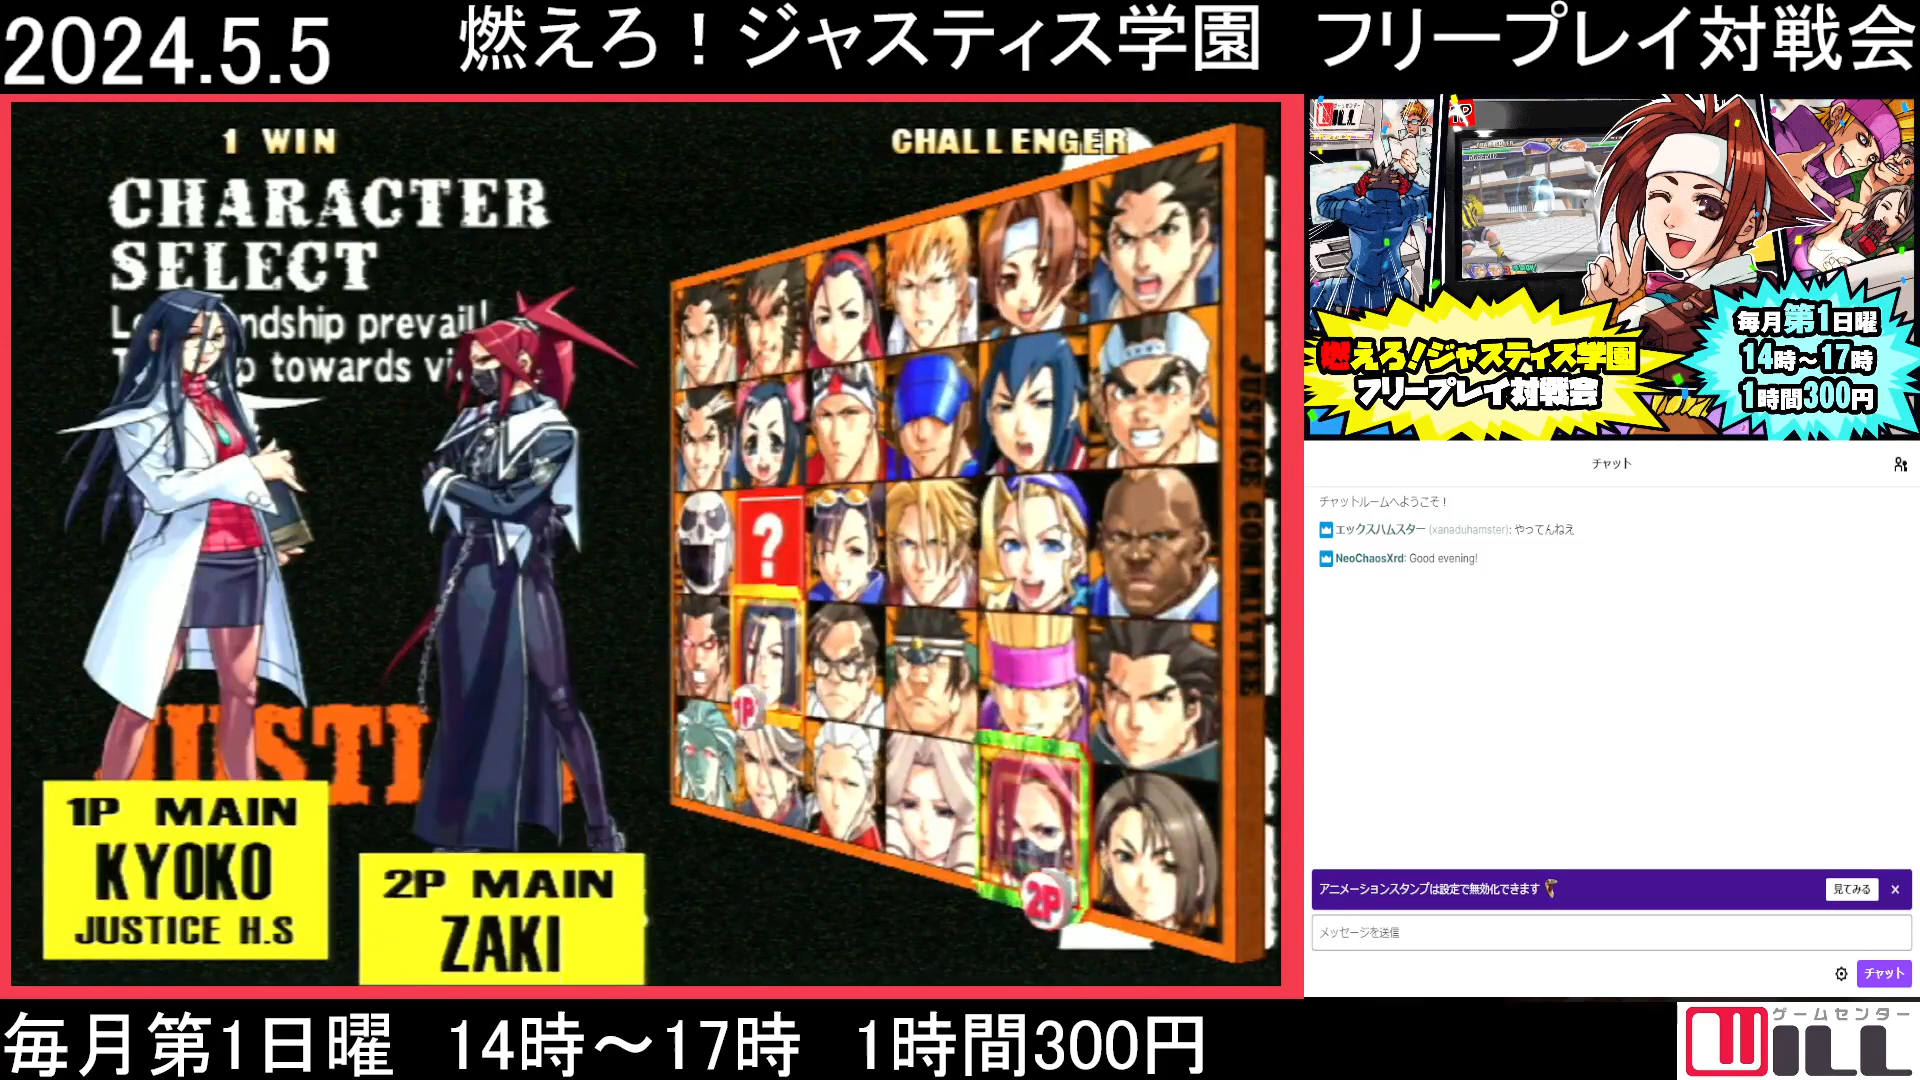 2024.5.5 燃えろ！ジャスティス学園 フリープレイ対戦会
1 WIN
CHALLENGER
CHARACTER
SELECT
ndship prevail!
p towards vi
JUSTI
1P MAIN
KYOKO
JUSTICE H.S
2P MAIN
ZAKI
?
1P
2P
JUSTICE COMMITTEE
WILL
燃えろ！ジャスティス学園
フリープレイ対戦会
毎月第1日曜
14時～17時
1時間300円
チャット
チャットルームへようこそ！
エックスハムスター (xanaduhamster): やってんねえ
NeoChaosXrd: Good evening!
アニメーションスタンプは設定で無効化できます
見てみる
メッセージを送信
チャット
毎月第1日曜 14時～17時 1時間300円
ゲームセンター
WILL